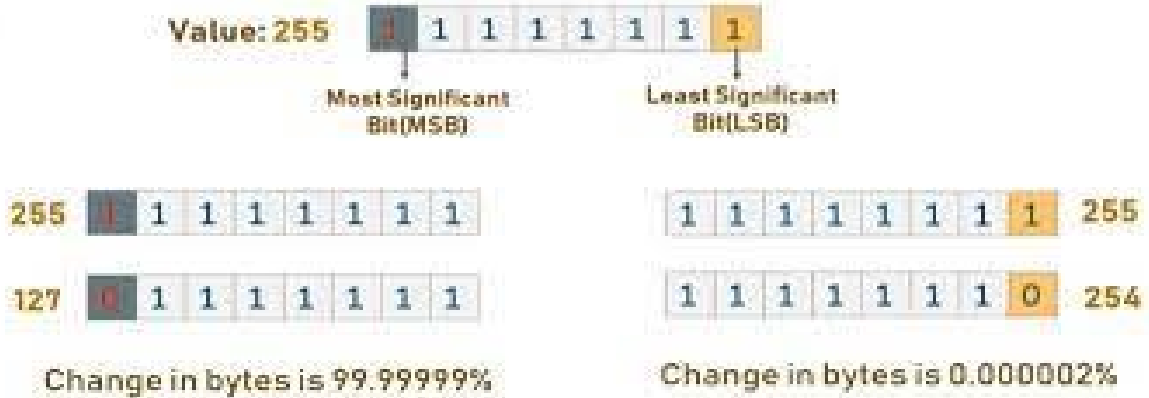 Value: 255 1 1 1 1 1 1 1 1
Most Significant Bit(MSB)
Least Significant Bit(LSB)
255 1 1 1 1 1 1 1 1
127 0 1 1 1 1 1 1 1
Change in bytes is 99.99999%
1 1 1 1 1 1 1 1 255
1 1 1 1 1 1 1 0 254
Change in bytes is 0.000002%